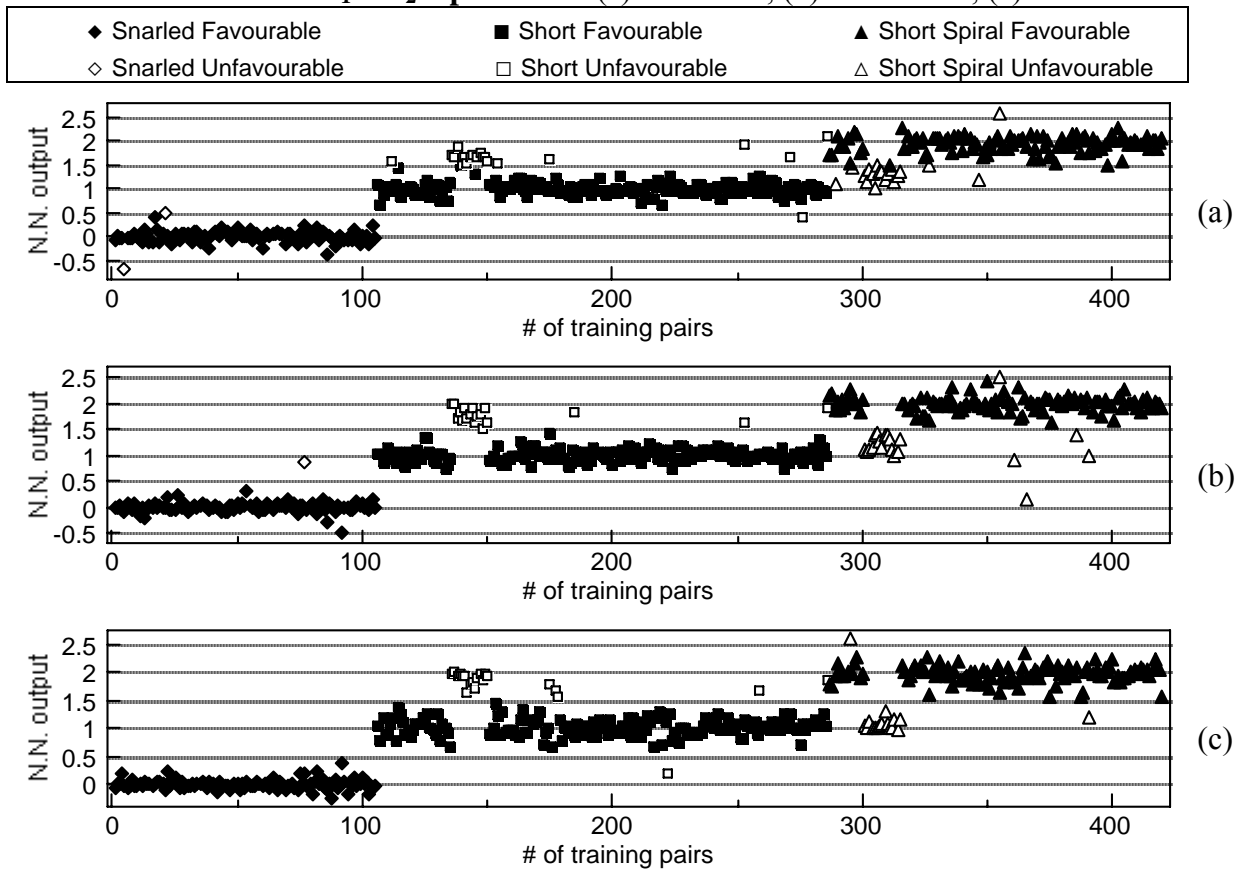 Snarled Favourable
Short Favourable
Short Spiral Favourable
Snarled Unfavourable
Short Unfavourable
Short Spiral Unfavourable
2.5
2
1.5
1
0.5
0
-0.5
N.N. output
0
100
200
300
400
# of training pairs
(a)
2.5
2
1.5
1
0.5
0
-0.5
N.N. output
0
100
200
300
400
# of training pairs
(b)
2.5
2
1.5
1
0.5
0
N.N. output
0
100
200
300
400
# of training pairs
(c)